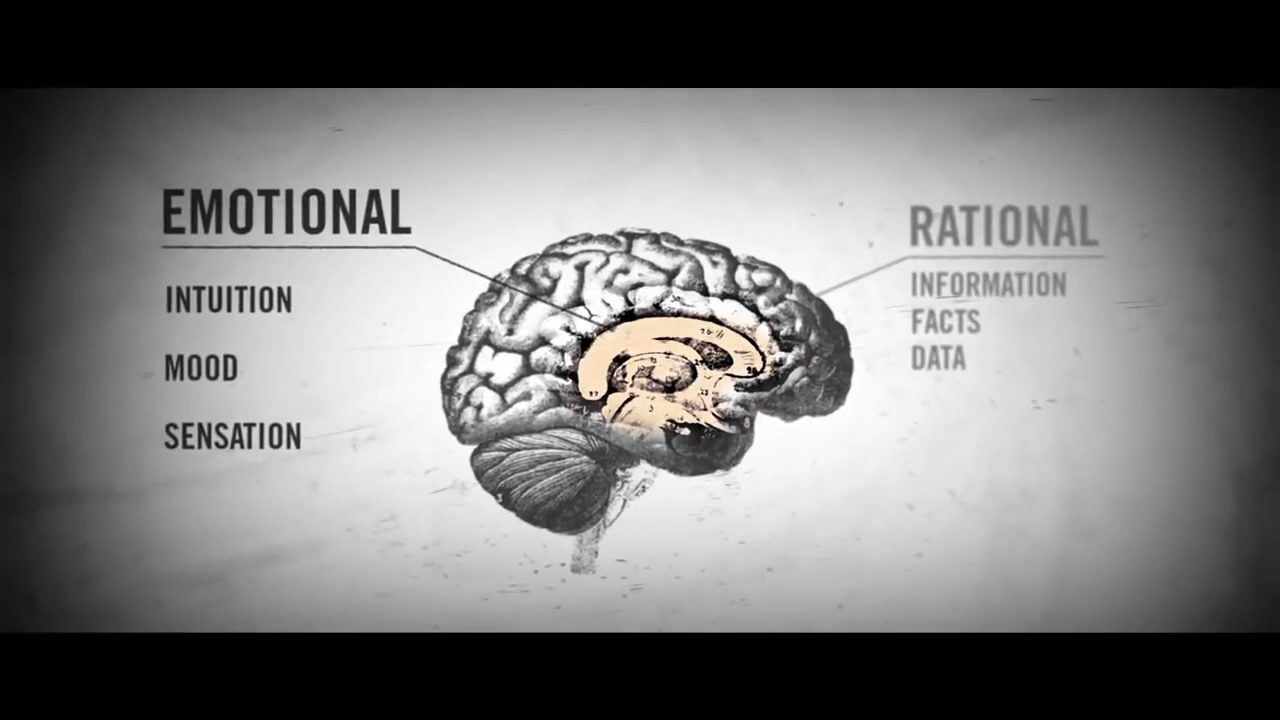 EMOTIONAL
INTUITION
MOOD
SENSATION
RATIONAL
INFORMATION
FACTS
DATA